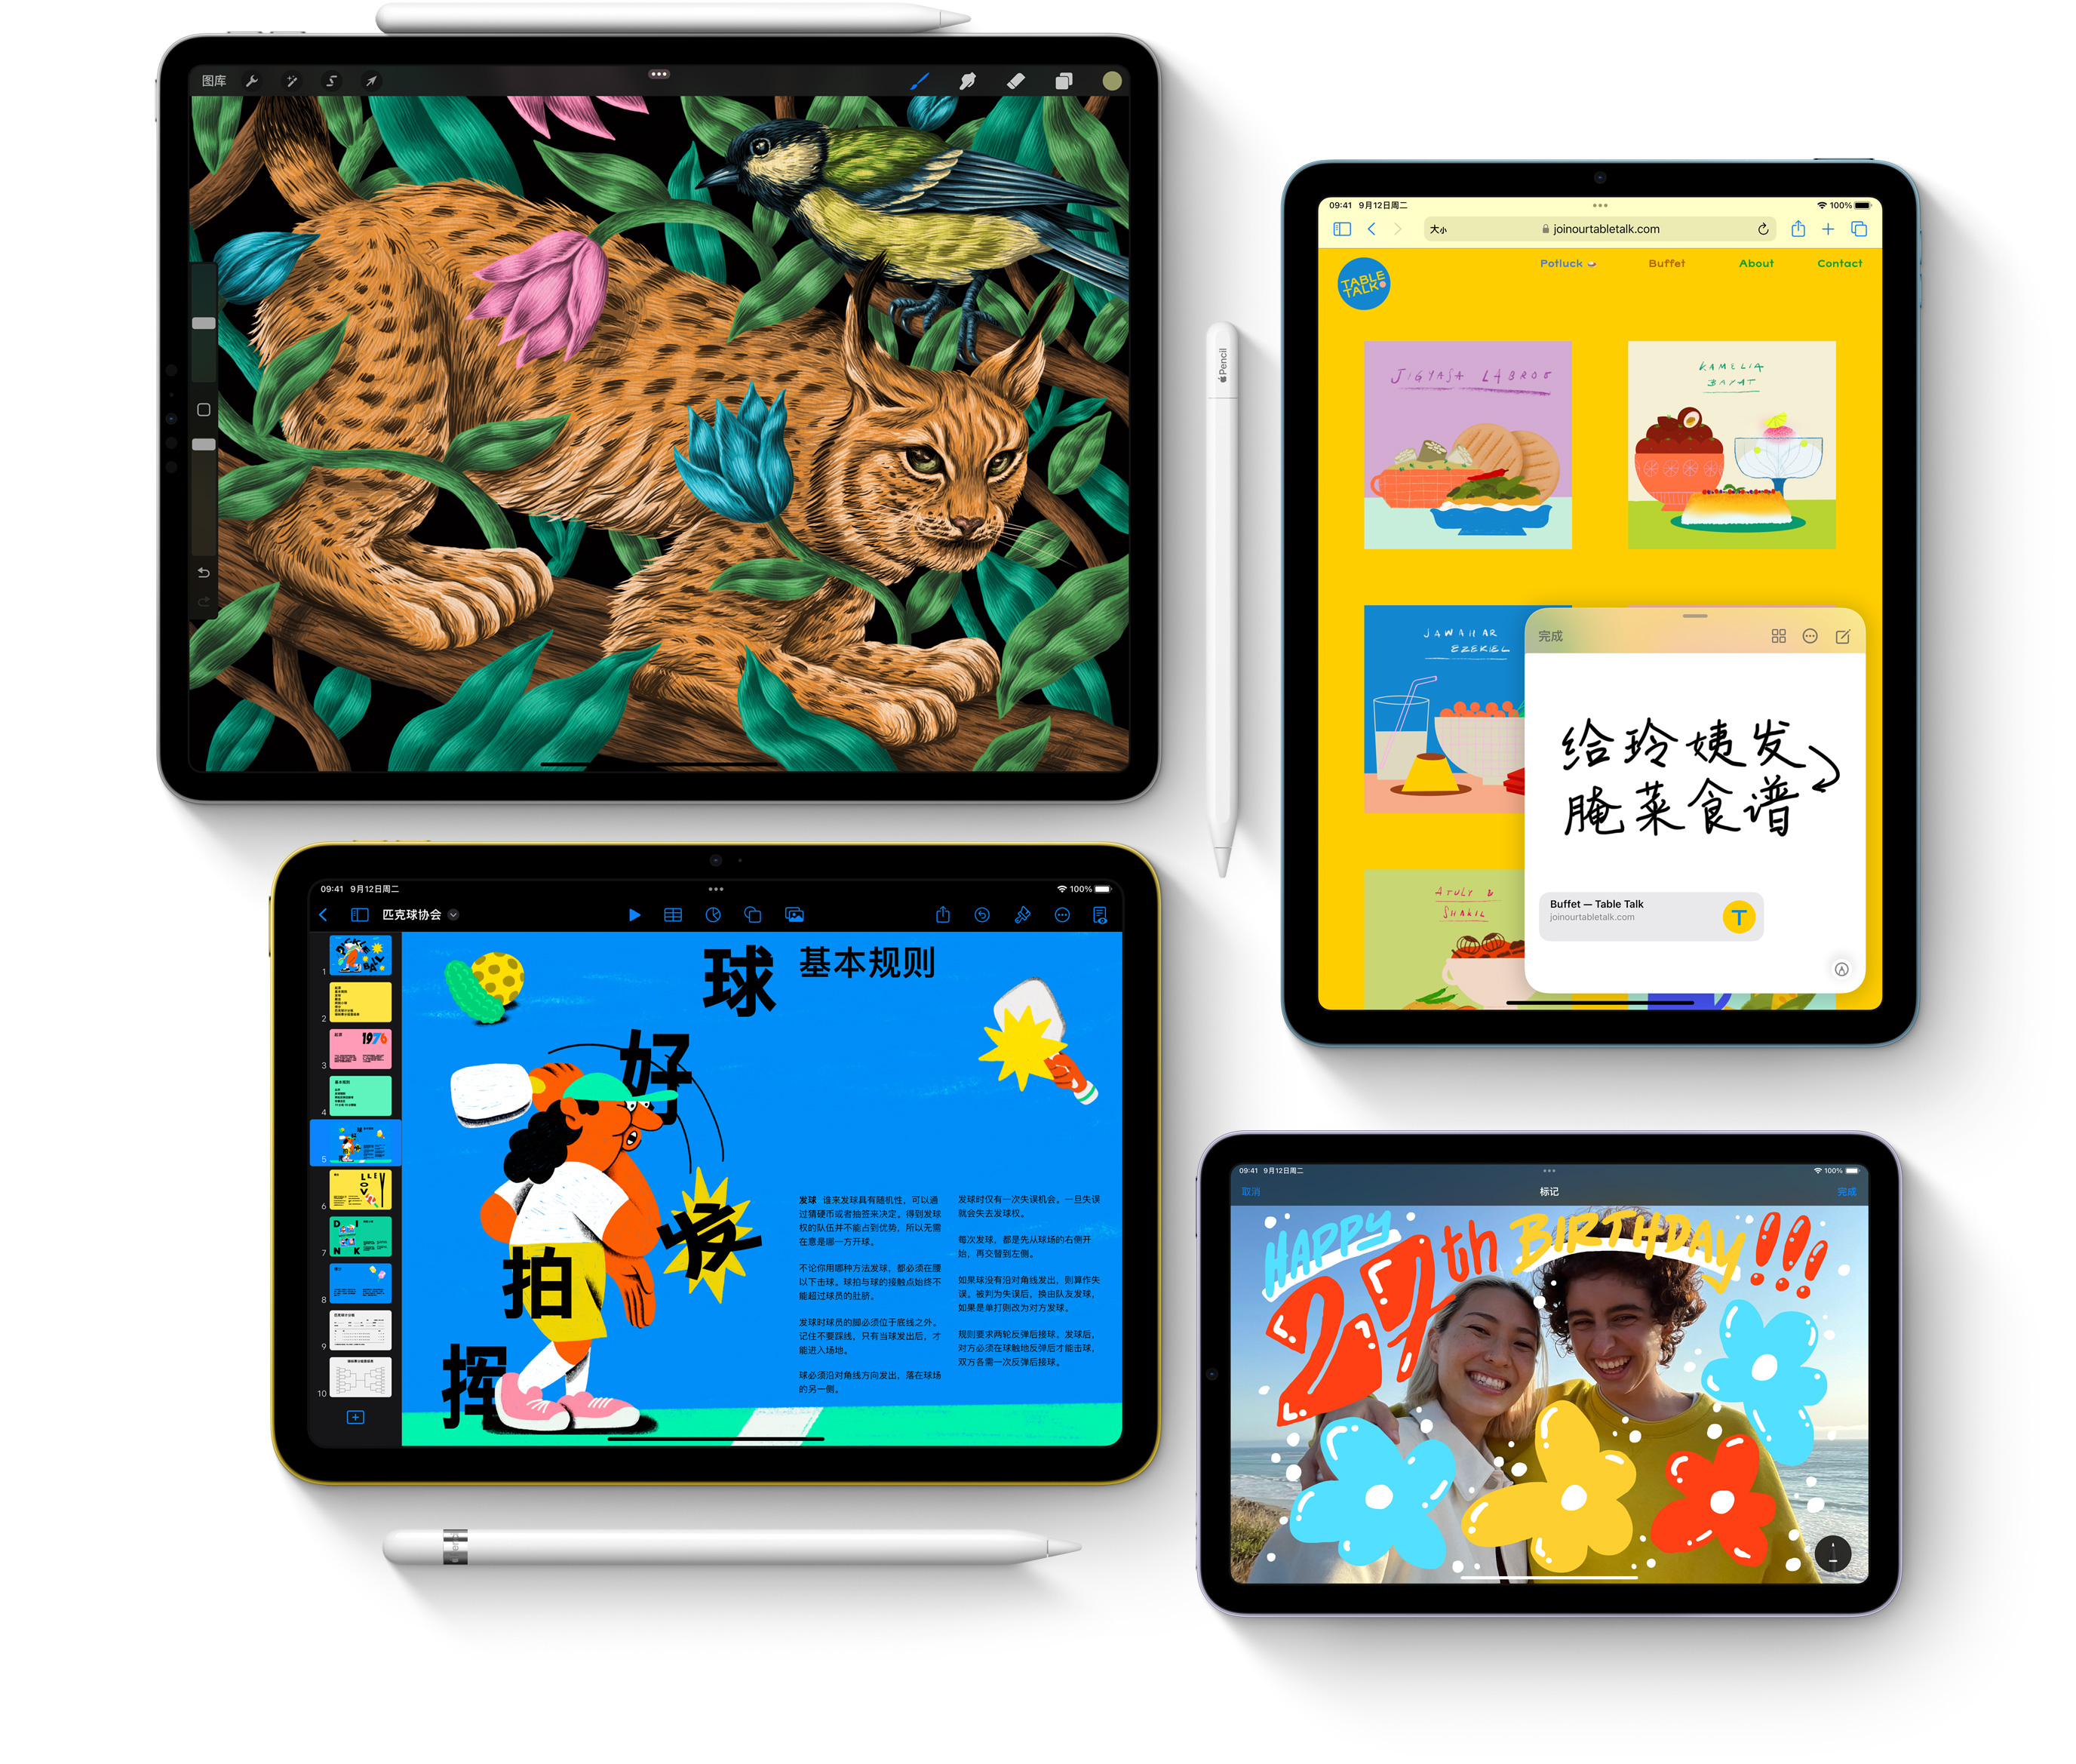 图库
Pencil
09:41 9月12日周二
100%
大小
joinourtabletalk.com
TABLE
TALK
Potluck
Buffet
About
Contact
JIGYASA LABROO
KAMELIA
BAYAT
JAWAHAR
EZEKIEL
ATULY &
SHAKIL
完成
给玲姨发
腌菜食谱
Buffet — Table Talk
joinourtabletalk.com
T
09:41 9月12日周二
100%
匹克球协会
1
2
3
1976
4
基本规则
5
6
7
8
9
10
球
好
发
拍
挥
基本规则
发球 谁来发球具有随机性，可以通
过猜硬币或者抽签来决定。得到发球
权的队伍并不能占到优势，所以无需
在意是哪一方开球。
不论你用哪种方法发球，都必须在腰
以下击球。球拍与球的接触点始终不
能超过球员的肚脐。
发球时球员的脚必须位于底线之外。
记住不要踩线，只有当球发出后，才
能进入场地。
球必须沿对角线方向发出，落在球场
的另一侧。
发球时仅有一次失误机会。一旦失误
就会失去发球权。
每次发球，都是先从球场的右侧开
始，再交替到左侧。
如果球没有沿对角线发出，则算作失
误。被判为失误后，换由队友发球，
如果是单打则改为对方发球。
规则要求两轮反弹后接球。发球后，
对方必须在球触地反弹后才能击球，
双方各需一次反弹后接球。
09:41 9月12日周二
100%
取消
标记
完成
HAPPY
27th
BIRTHDAY!!!